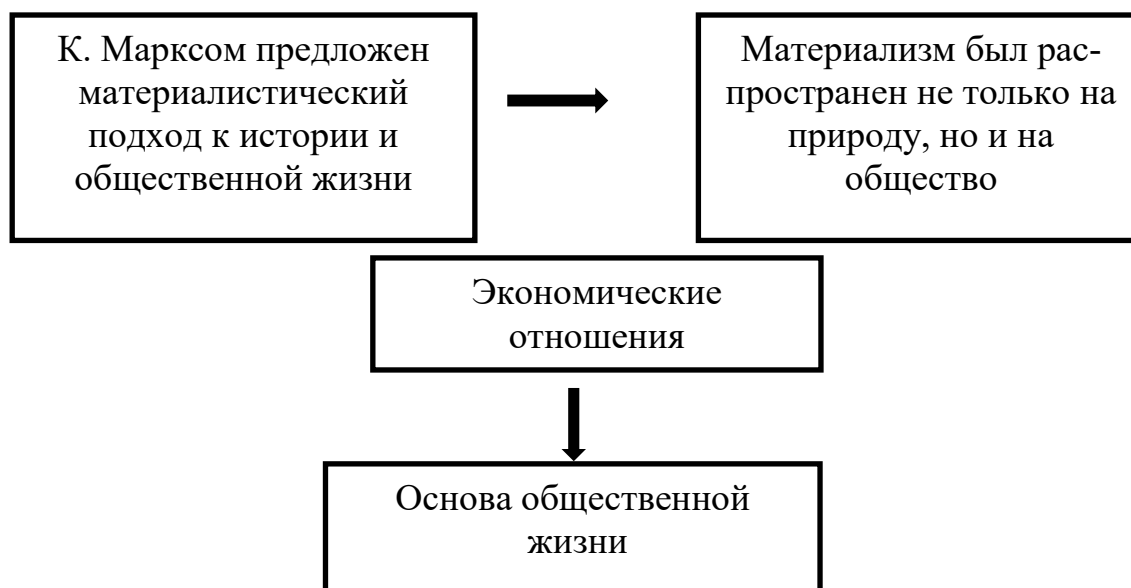 К. Марксом предложен
материалистический
подход к истории и
общественной жизни
Материализм был рас-
пространен не только на
природу, но и на
общество
Экономические
отношения
Основа общественной
жизни